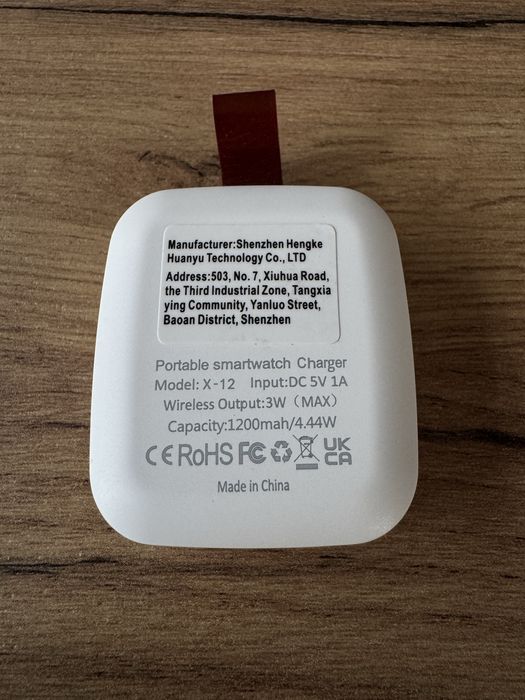 Manufacturer:Shenzhen Hengke
Huanyu Technology Co., LTD
Address:503, No. 7, Xiuhua Road,
the Third Industrial Zone, Tangxia
ying Community, Yanluo Street,
Baoan District, Shenzhen
Portable smartwatch Charger
Model: X-12 Input:DC 5V 1A
Wireless Output:3W（MAX）
Capacity:1200mah/4.44W
CE RoHS FC UK
CA
Made in China